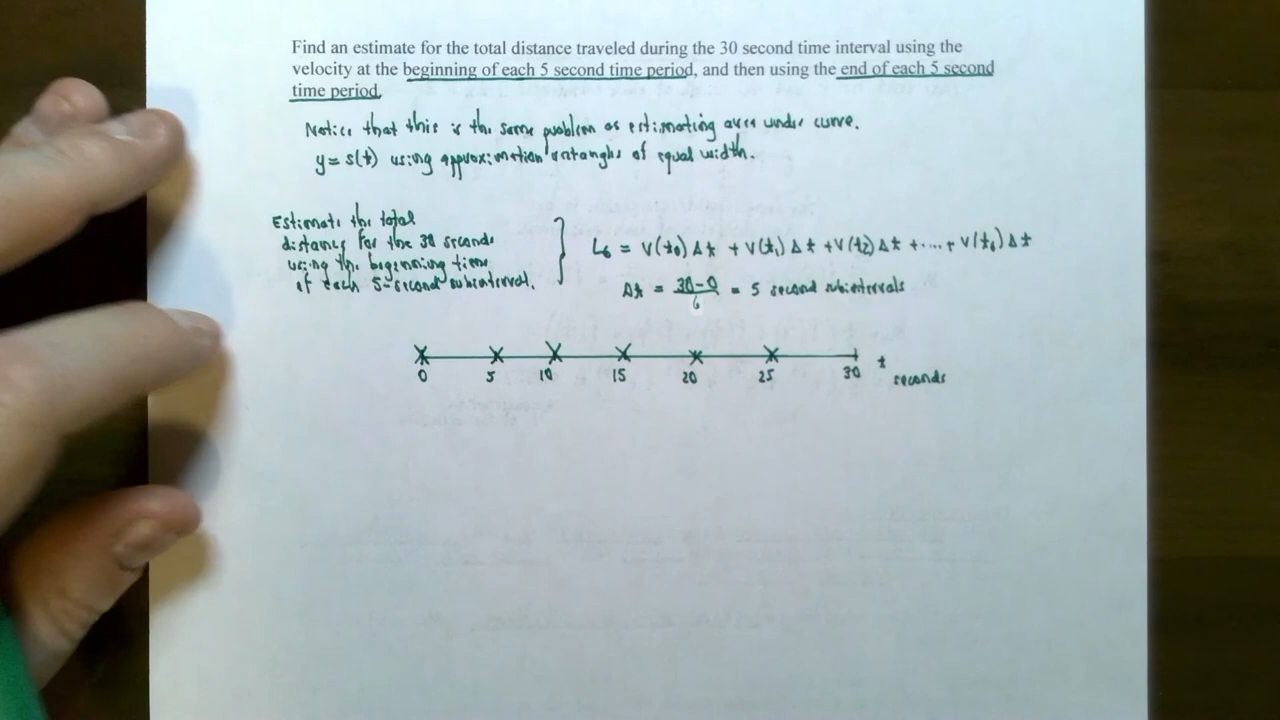 Find an estimate for the total distance traveled during the 30 second time interval using the
velocity at the beginning of each 5 second time period, and then using the end of each 5 second
time period.
Notice that this is the same problem as estimating area under curve.
y = s(t) using approximation rectangles of equal width.
Estimate the total
distance for the 30 seconds
using the beginning time
of each 5-second subinterval.
L₆ = V(t₀) Δt + V(t₁) Δt + V(t₂) Δt + .... + V(t₆) Δt
Δt = 30-0/6 = 5 second subintervals
0 5 10 15 20 25 30 t
seconds